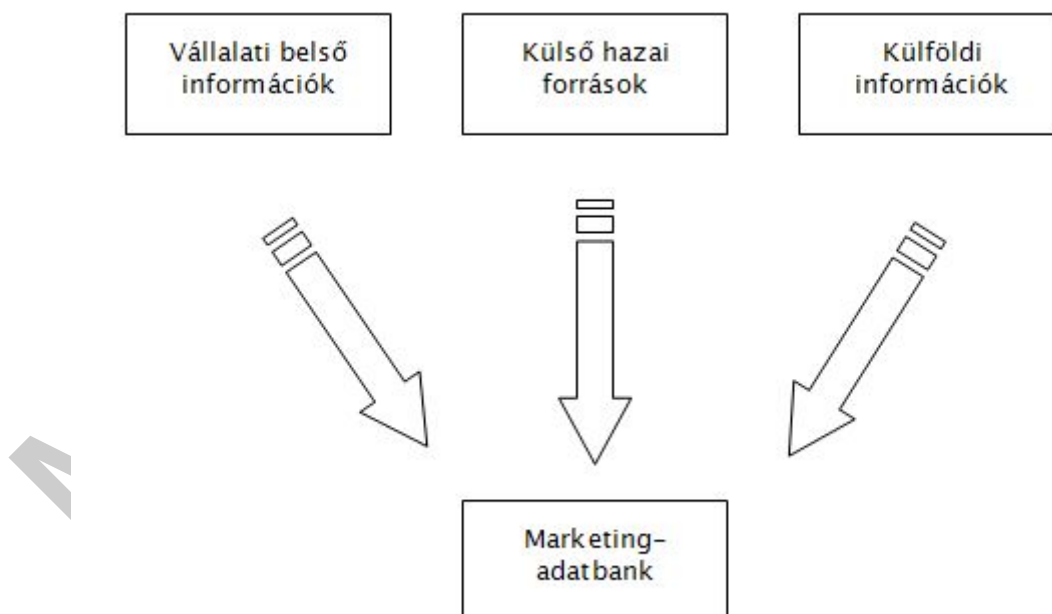 Vállalati belső
információk
Külső hazai
források
Külföldi
információk
Marketing-
adatbank